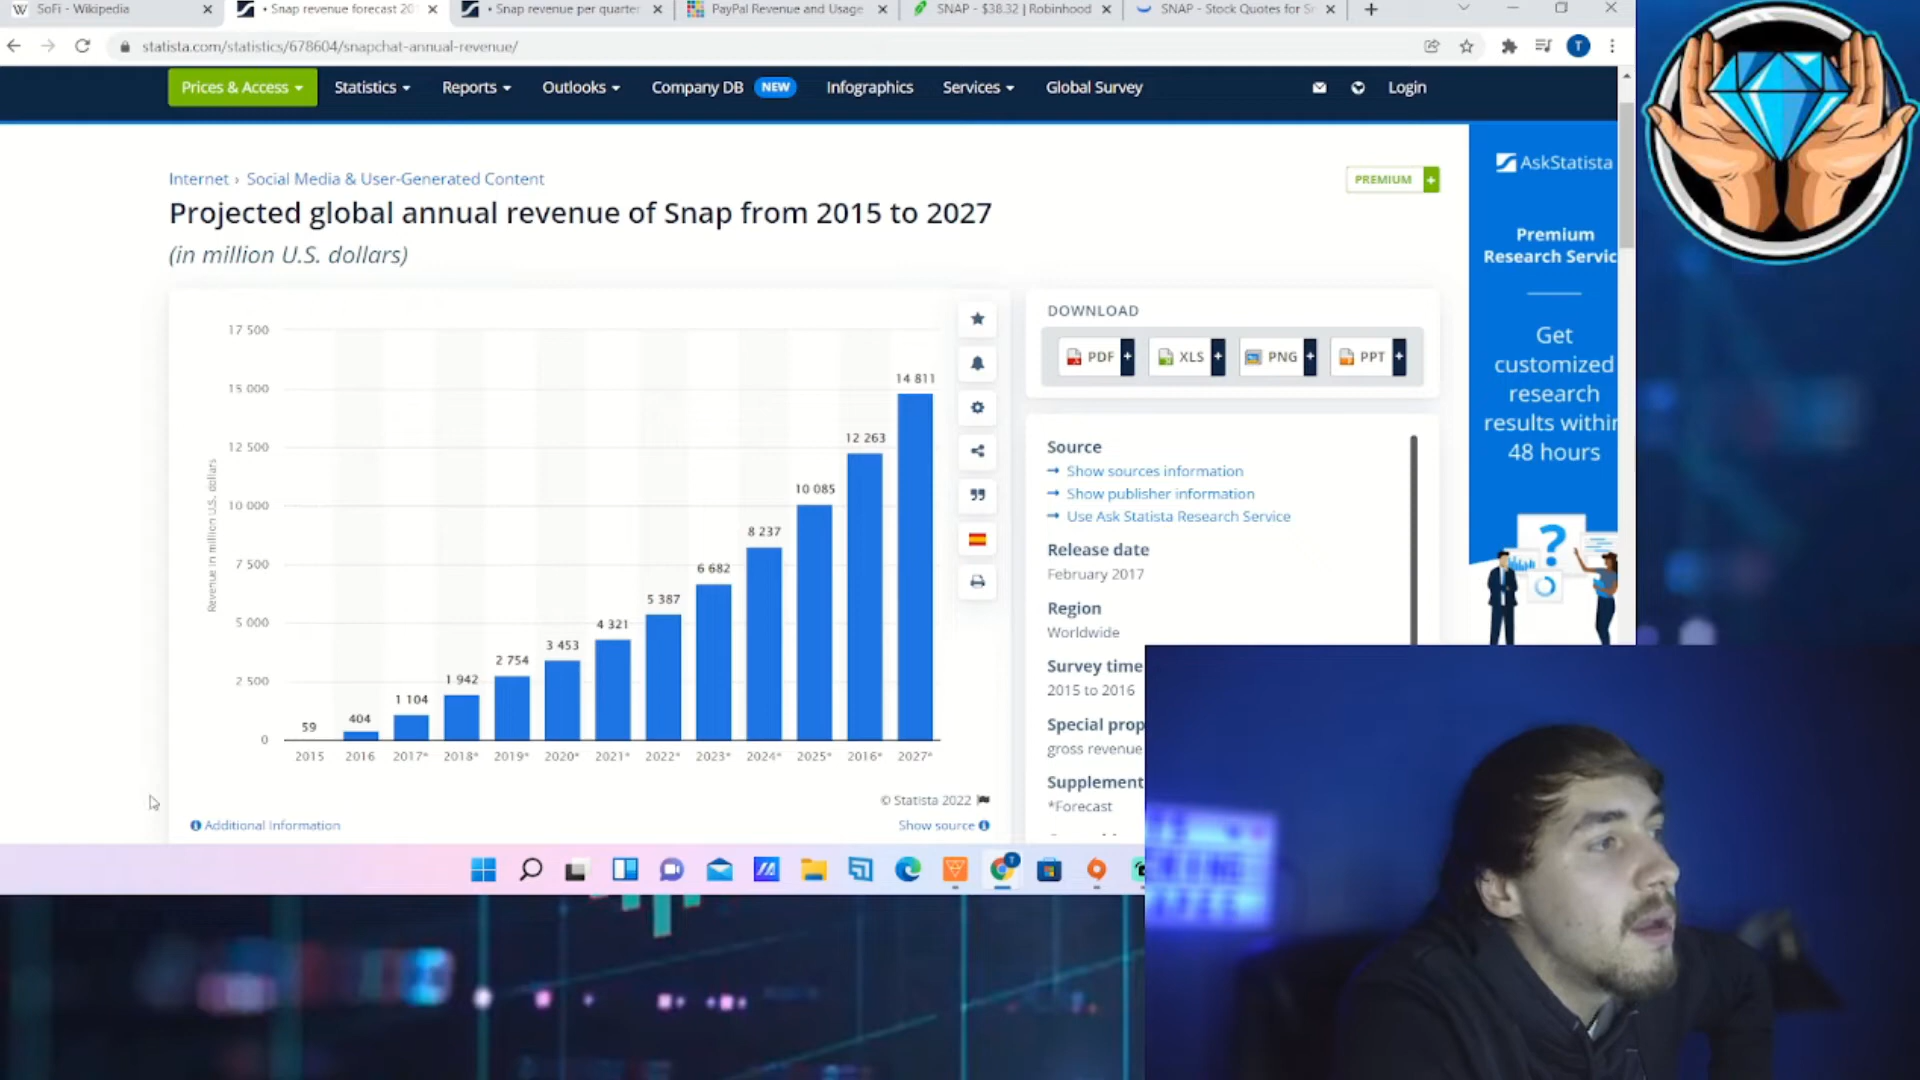 SoFi - Wikipedia
• Snap revenue forecast 201
• Snap revenue per quarter
PayPal Revenue and Usage
SNAP - $38.32 | Robinhood
SNAP - Stock Quotes for Sn
statista.com/statistics/678604/snapchat-annual-revenue/
T
Prices & Access
Statistics
Reports
Outlooks
Company DB NEW
Infographics
Services
Global Survey
Login
Internet › Social Media & User-Generated Content
PREMIUM +
Projected global annual revenue of Snap from 2015 to 2027
(in million U.S. dollars)
Revenue in million U.S. dollars
17 500
15 000
12 500
10 000
7 500
5 000
2 500
0
59
404
1 104
1 942
2 754
3 453
4 321
5 387
6 682
8 237
10 085
12 263
14 811
2015
2016
2017*
2018*
2019*
2020*
2021*
2022*
2023*
2024*
2025*
2016*
2027*
© Statista 2022
Additional Information
Show source
DOWNLOAD
PDF +
XLS +
PNG +
PPT +
Source
→ Show sources information
→ Show publisher information
→ Use Ask Statista Research Service
Release date
February 2017
Region
Worldwide
Survey time
2015 to 2016
Special prop
gross revenue
Supplement
*Forecast
AskStatista
Premium
Research Servic
Get
customized
research
results within
48 hours
?
T